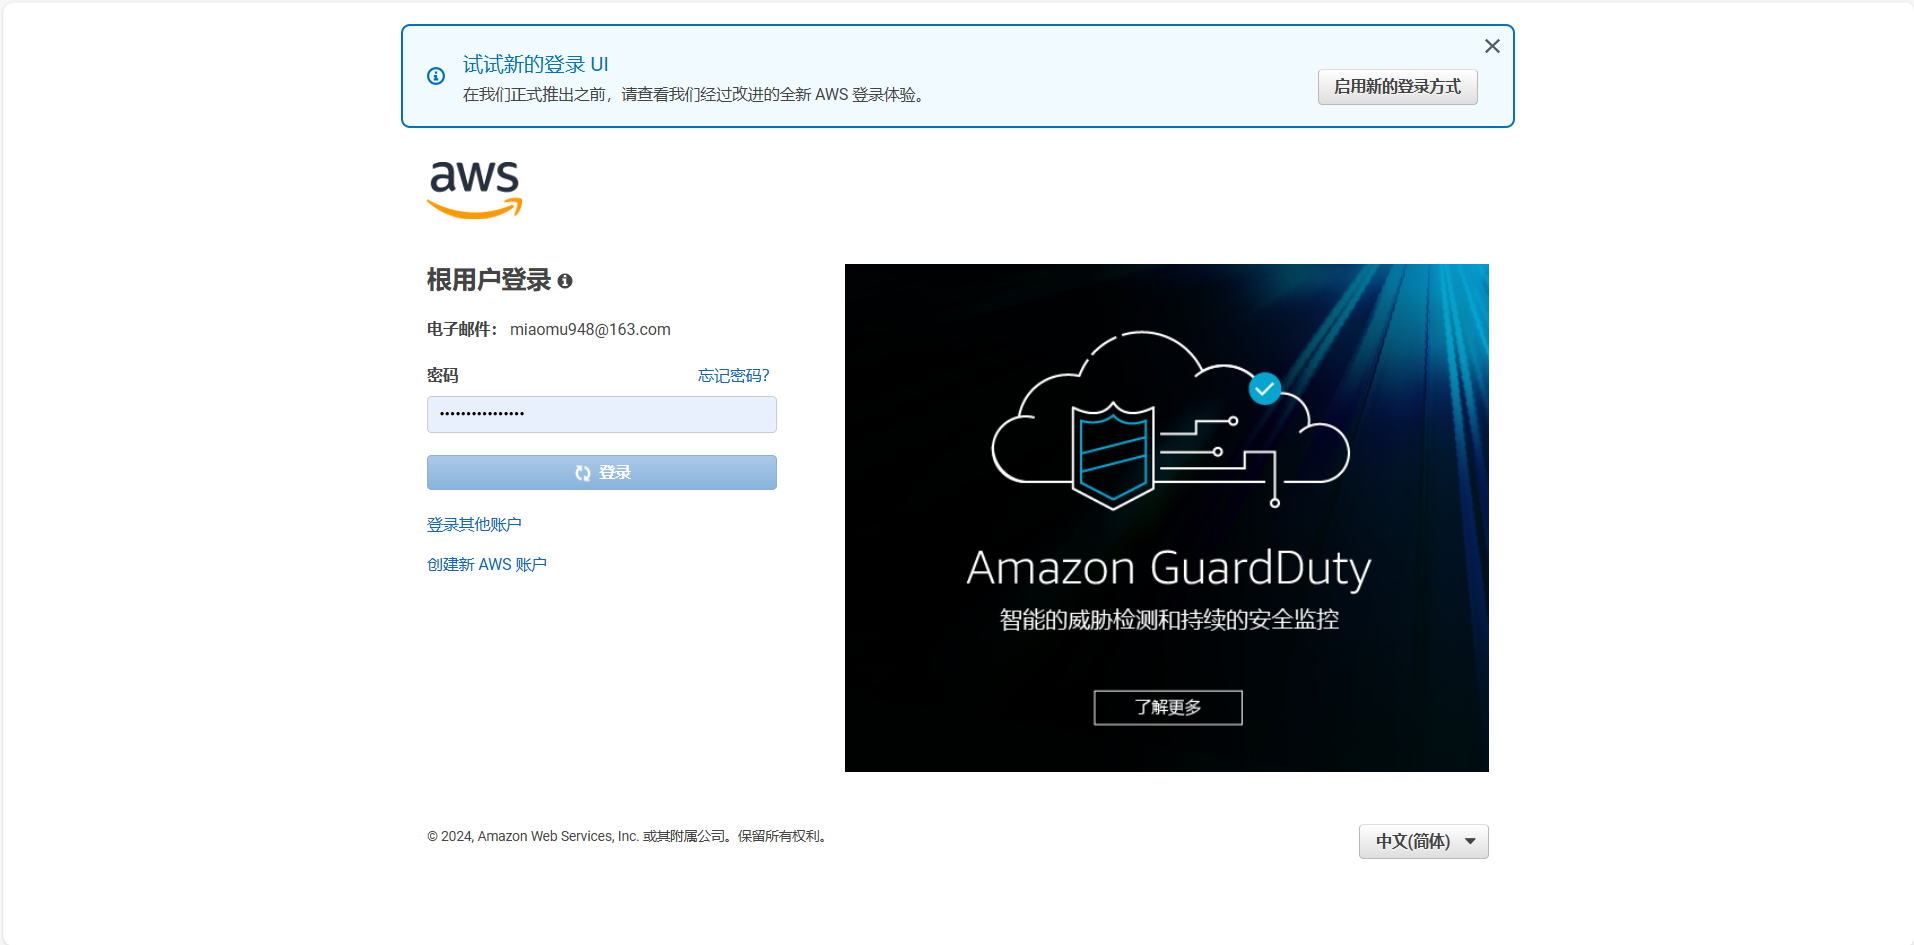 试试新的登录 UI
在我们正式推出之前，请查看我们经过改进的全新 AWS 登录体验。
启用新的登录方式
aws
根用户登录
电子邮件： miaomu948@163.com
密码 忘记密码?
••••••••••••••••
登录
登录其他账户
创建新 AWS 账户
Amazon GuardDuty
智能的威胁检测和持续的安全监控
了解更多
© 2024, Amazon Web Services, Inc. 或其附属公司。保留所有权利。
中文(简体)